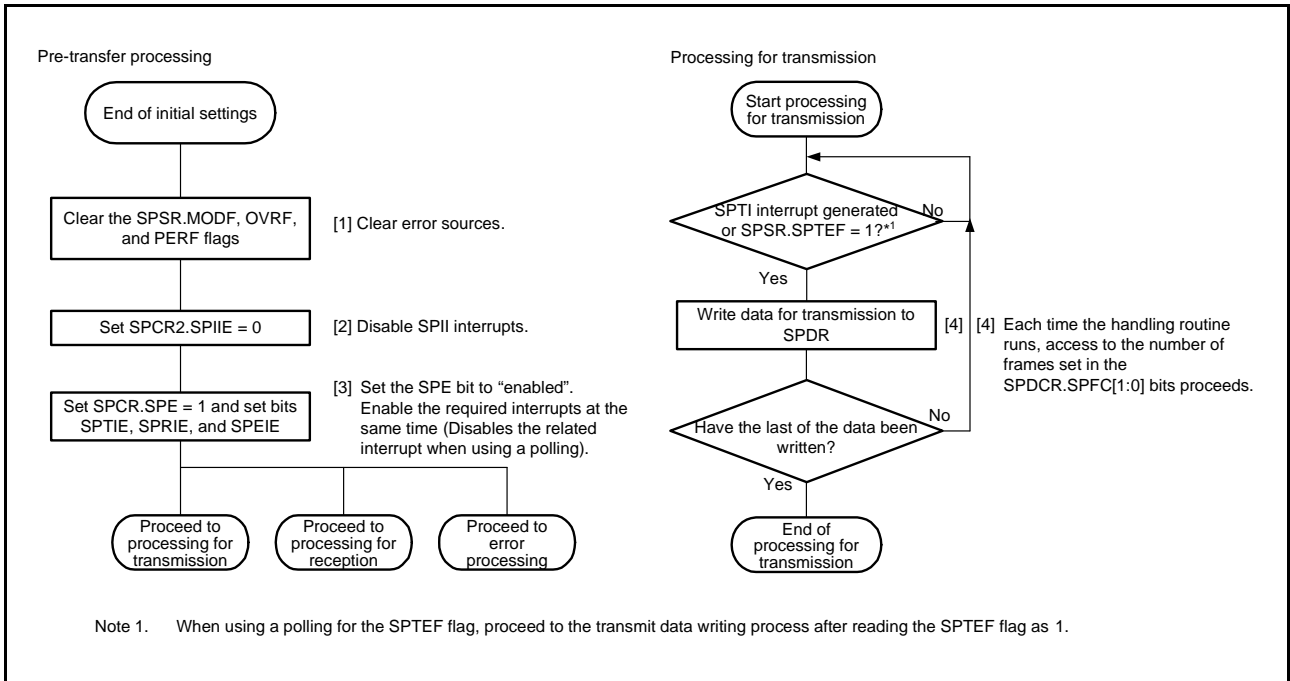 Pre-transfer processing
End of initial settings
Clear the SPSR.MODF, OVRF,
and PERF flags
[1] Clear error sources.
Set SPCR2.SPIIE = 0
[2] Disable SPII interrupts.
Set SPCR.SPE = 1 and set bits
SPTIE, SPRIE, and SPEIE
[3] Set the SPE bit to “enabled”.
Enable the required interrupts at the
same time (Disables the related
interrupt when using a polling).
Proceed to
processing for
transmission
Proceed to
processing for
reception
Proceed to
error
processing
Processing for transmission
Start processing
for transmission
SPTI interrupt generated
or SPSR.SPTEF = 1?*1
No
Yes
Write data for transmission to
SPDR
[4]
[4] Each time the handling routine
runs, access to the number of
frames set in the
SPDCR.SPFC[1:0] bits proceeds.
Have the last of the data been
written?
No
Yes
End of
processing for
transmission
Note 1. When using a polling for the SPTEF flag, proceed to the transmit data writing process after reading the SPTEF flag as 1.